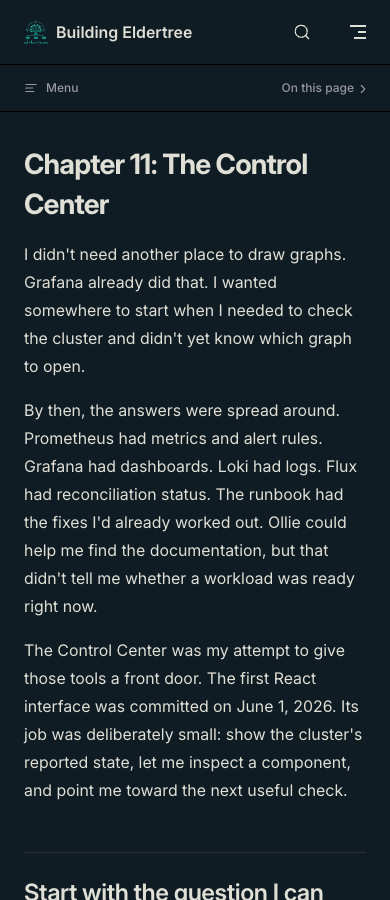 Building Eldertree
Menu
On this page
Chapter 11: The Control
Center
I didn't need another place to draw graphs.
Grafana already did that. I wanted
somewhere to start when I needed to check
the cluster and didn't yet know which graph
to open.
By then, the answers were spread around.
Prometheus had metrics and alert rules.
Grafana had dashboards. Loki had logs. Flux
had reconciliation status. The runbook had
the fixes I'd already worked out. Ollie could
help me find the documentation, but that
didn't tell me whether a workload was ready
right now.
The Control Center was my attempt to give
those tools a front door. The first React
interface was committed on June 1, 2026. Its
job was deliberately small: show the cluster's
reported state, let me inspect a component,
and point me toward the next useful check.
Start with the question I can